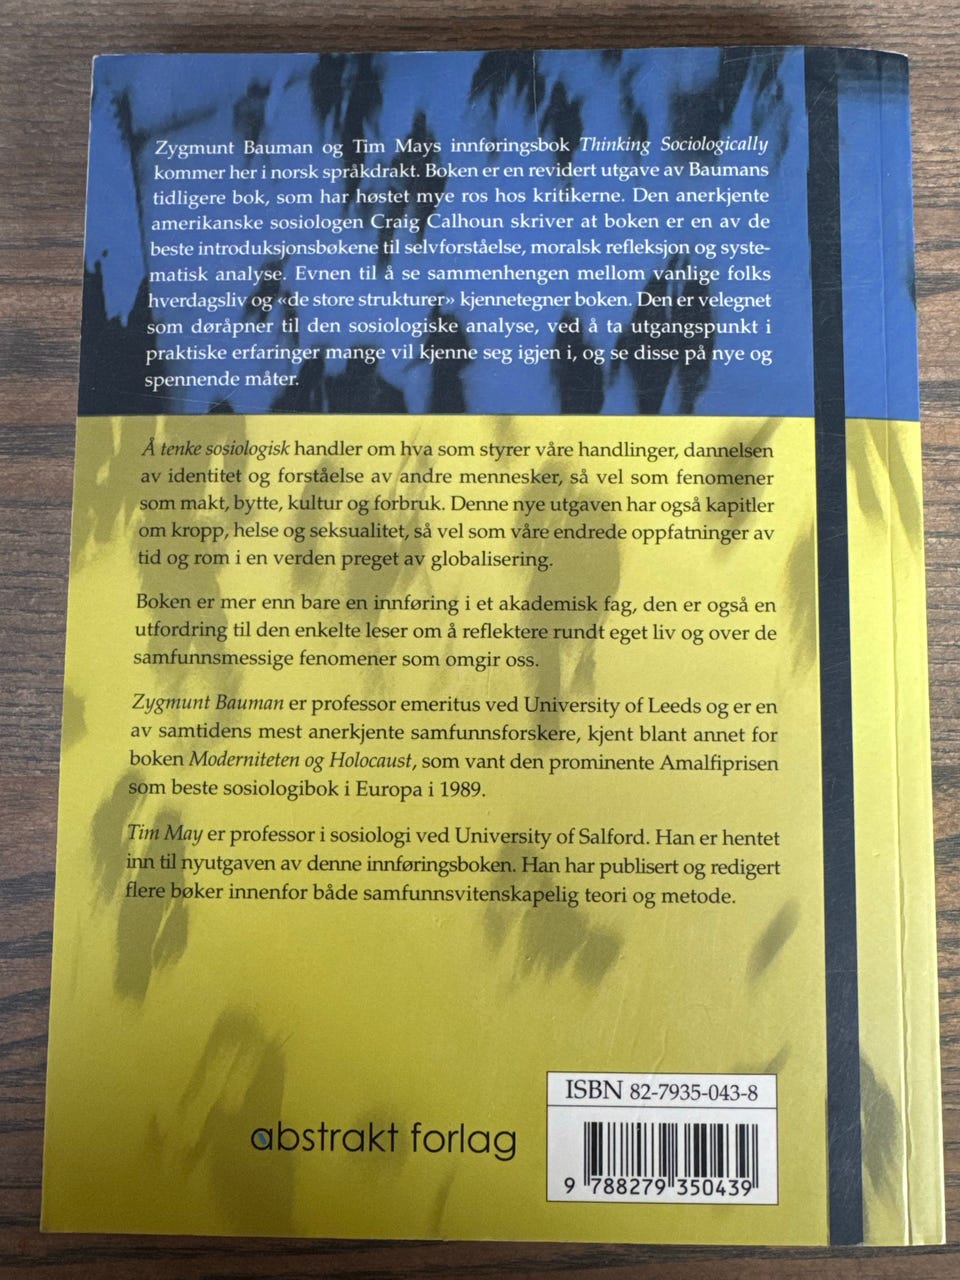 Zygmunt Bauman og Tim Mays innføringsbok Thinking Sociologically
kommer her i norsk språkdrakt. Boken er en revidert utgave av Baumans
tidligere bok, som har høstet mye ros hos kritikerne. Den anerkjente
amerikanske sosiologen Craig Calhoun skriver at boken er en av de
beste introduksjonsbøkene til selvforståelse, moralsk refleksjon og syste-
matisk analyse. Evnen til å se sammenhengen mellom vanlige folks
hverdagsliv og «de store strukturer» kjennetegner boken. Den er velegnet
som døråpner til den sosiologiske analyse, ved å ta utgangspunkt i
praktiske erfaringer mange vil kjenne seg igjen i, og se disse på nye og
spennende måter.
Å tenke sosiologisk handler om hva som styrer våre handlinger, dannelsen
av identitet og forståelse av andre mennesker, så vel som fenomener
som makt, bytte, kultur og forbruk. Denne nye utgaven har også kapitler
om kropp, helse og seksualitet, så vel som våre endrede oppfatninger av
tid og rom i en verden preget av globalisering.
Boken er mer enn bare en innføring i et akademisk fag, den er også en
utfordring til den enkelte leser om å reflektere rundt eget liv og over de
samfunnsmessige fenomener som omgir oss.
Zygmunt Bauman er professor emeritus ved University of Leeds og er en
av samtidens mest anerkjente samfunnsforskere, kjent blant annet for
boken Moderniteten og Holocaust, som vant den prominente Amalfiprisen
som beste sosiologibok i Europa i 1989.
Tim May er professor i sosiologi ved University of Salford. Han er hentet
inn til nyutgaven av denne innføringsboken. Han har publisert og redigert
flere bøker innenfor både samfunnsvitenskapelig teori og metode.
ISBN 82-7935-043-8
abstrakt forlag
9 788279 350439